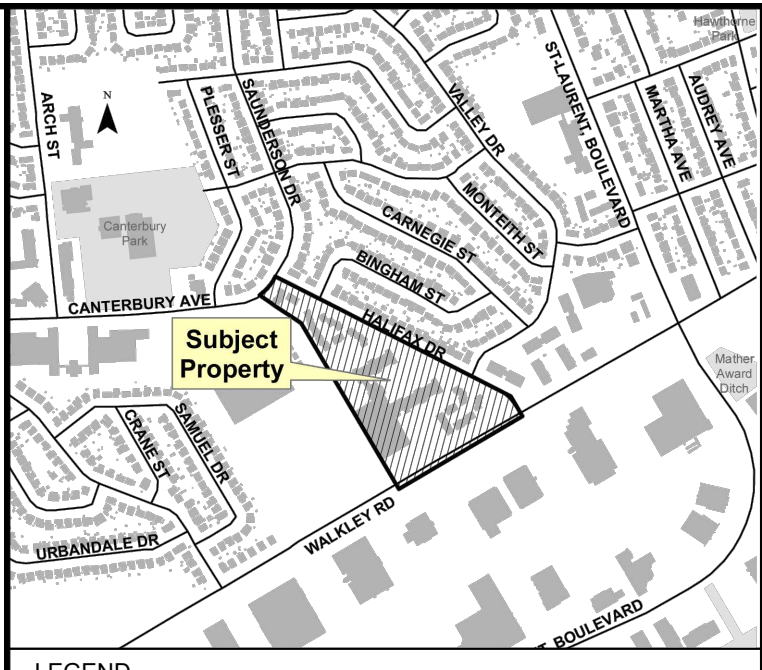 Hawthorne
Park
ARCH ST
N
PLESSER ST
SAUNDERSON DR
VALLEY DR
ST-LAURENT, BOULEVARD
MARTHA AVE
AUDREY AVE
Canterbury
Park
CARNEGIE ST
MONTEITH ST
BINGHAM ST
CANTERBURY AVE
HALIFAX DR
Subject
Property
Mather
Award
Ditch
CRANE ST
SAMUEL DR
WALKLEY RD
URBANDALE DR
T, BOULEVARD
LEGEND